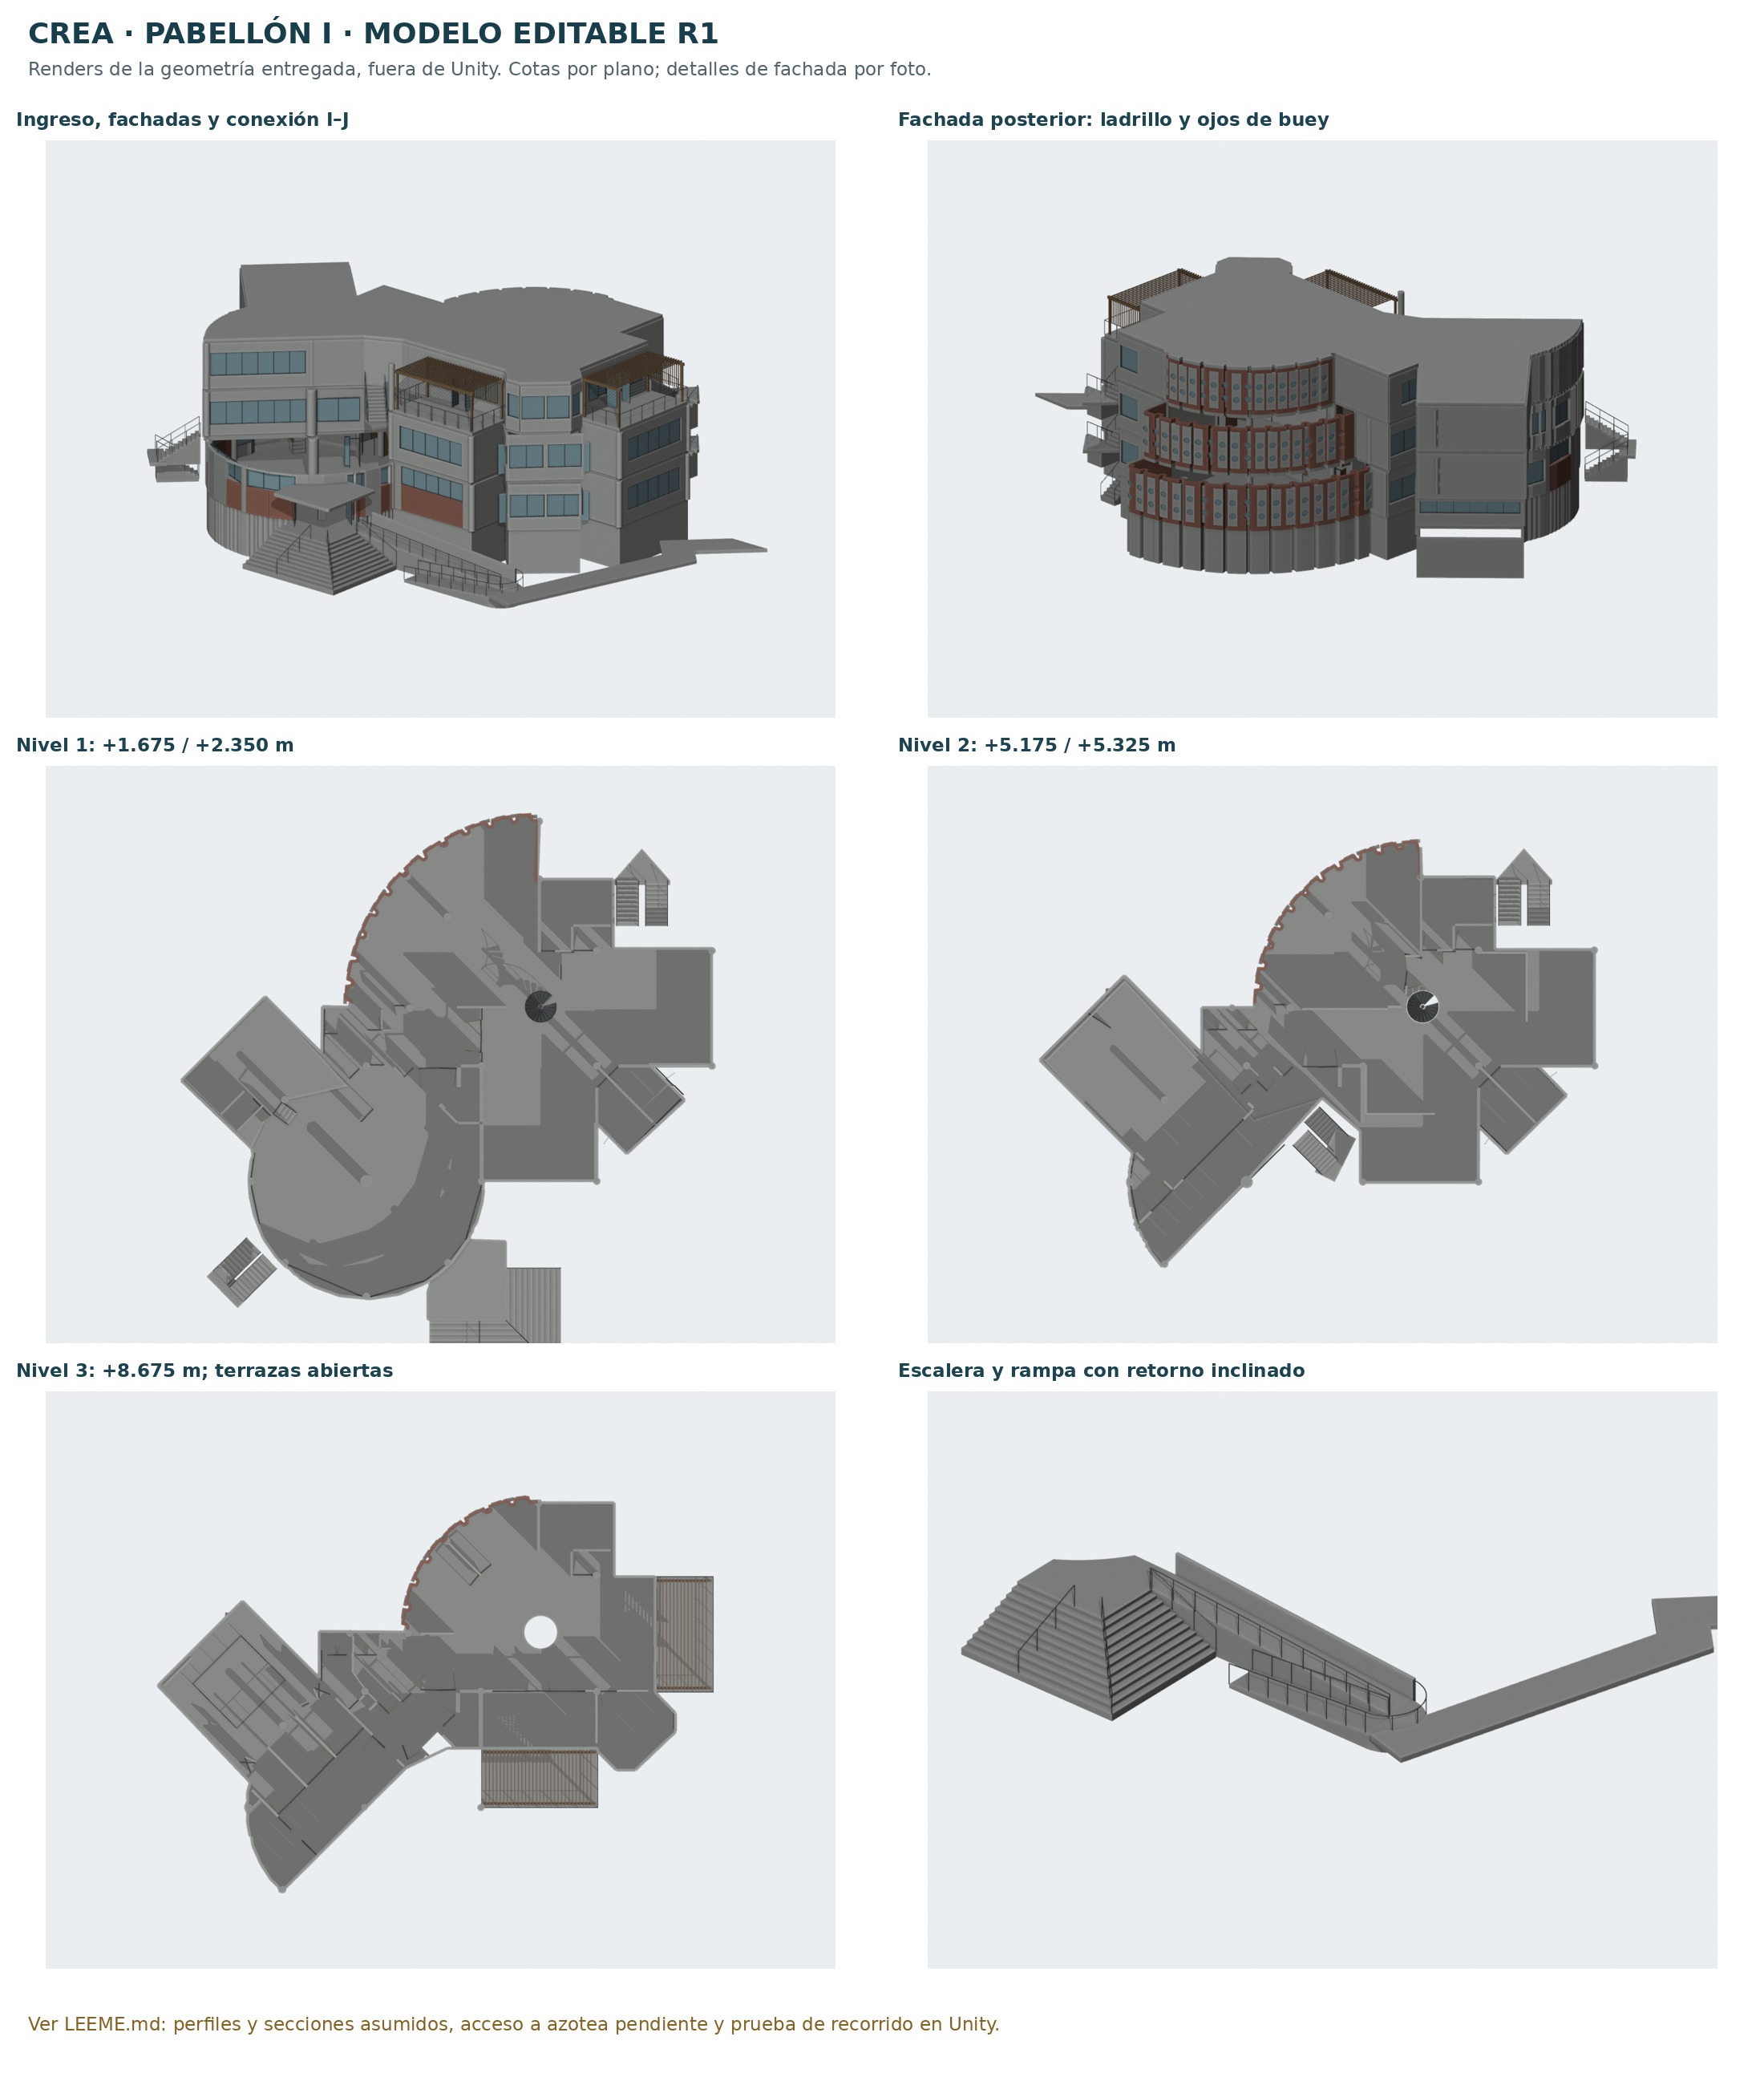 CREA · PABELLÓN I · MODELO EDITABLE R1
Renders de la geometría entregada, fuera de Unity. Cotas por plano; detalles de fachada por foto.
Ingreso, fachadas y conexión I–J
Fachada posterior: ladrillo y ojos de buey
Nivel 1: +1.675 / +2.350 m
Nivel 2: +5.175 / +5.325 m
Nivel 3: +8.675 m; terrazas abiertas
Escalera y rampa con retorno inclinado
Ver LEEME.md: perfiles y secciones asumidos, acceso a azotea pendiente y prueba de recorrido en Unity.